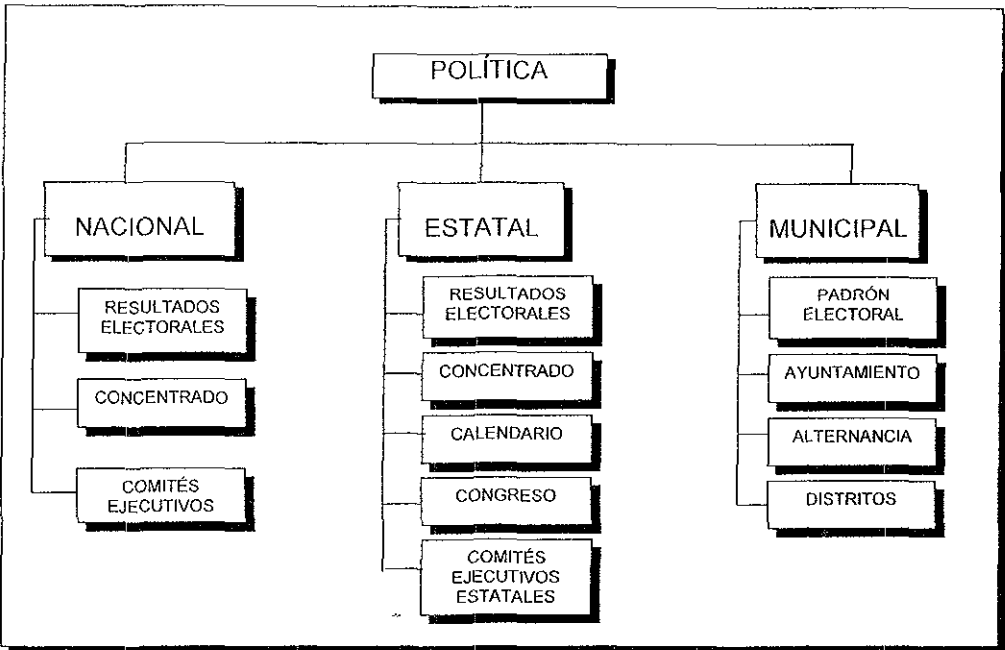 POLÍTICA
NACIONAL
RESULTADOS
ELECTORALES
CONCENTRADO
COMITÉS
EJECUTIVOS
ESTATAL
RESULTADOS
ELECTORALES
CONCENTRADO
CALENDARIO
CONGRESO
COMITÉS
EJECUTIVOS
ESTATALES
MUNICIPAL
PADRÓN
ELECTORAL
AYUNTAMIENTO
ALTERNANCIA
DISTRITOS